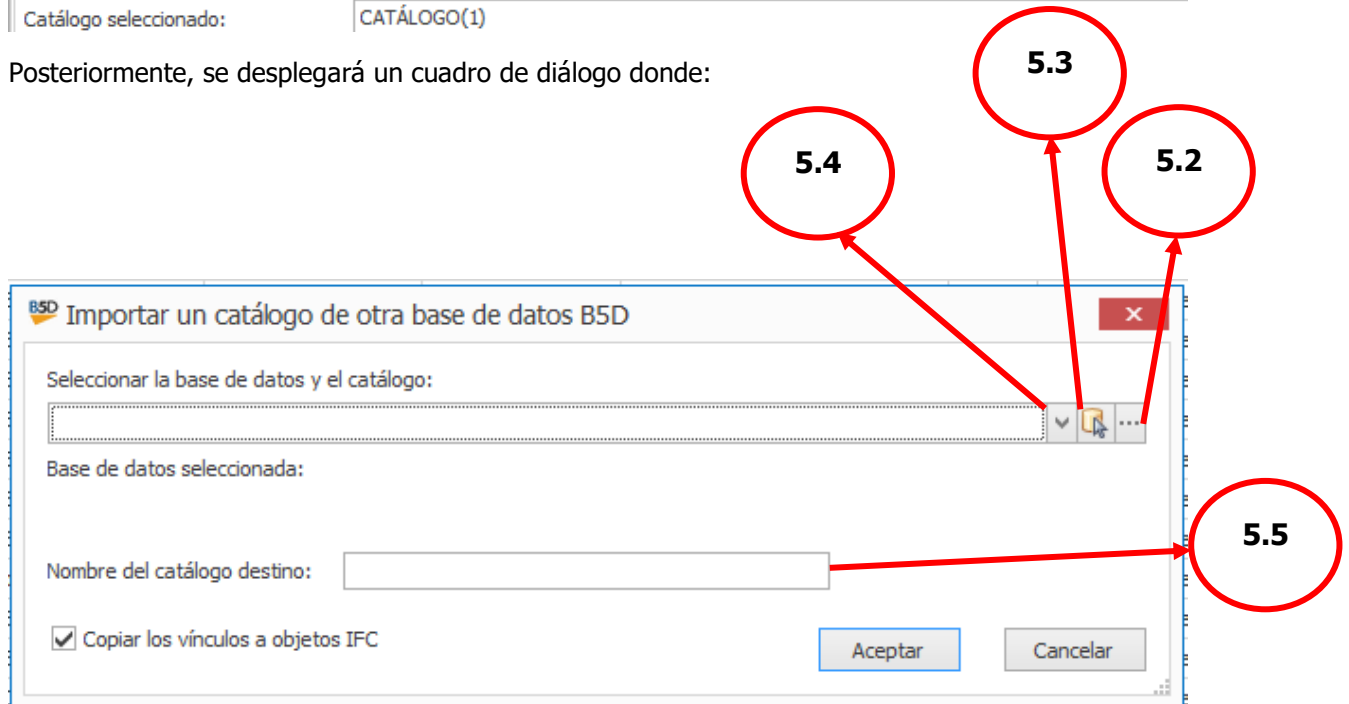 Catálogo seleccionado: CATÁLOGO(1)
Posteriormente, se desplegará un cuadro de diálogo donde:
5.3
5.4
5.2
B5D Importar un catálogo de otra base de datos B5D
Seleccionar la base de datos y el catálogo:
Base de datos seleccionada:
5.5
Nombre del catálogo destino:
Copiar los vínculos a objetos IFC
Aceptar Cancelar